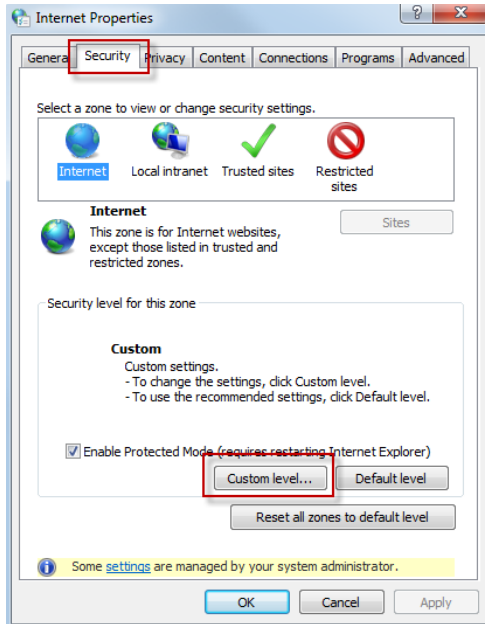 Internet Properties
General Security Privacy Content Connections Programs Advanced
Select a zone to view or change security settings.
Internet Local intranet Trusted sites Restricted
sites
Internet
This zone is for Internet websites,
except those listed in trusted and
restricted zones.
Sites
Security level for this zone
Custom
Custom settings.
- To change the settings, click Custom level.
- To use the recommended settings, click Default level.
Enable Protected Mode (requires restarting Internet Explorer)
Custom level... Default level
Reset all zones to default level
Some settings are managed by your system administrator.
OK Cancel Apply